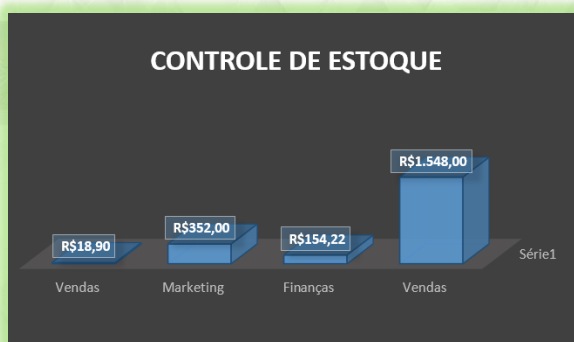 CONTROLE DE ESTOQUE
R$1.548,00
R$352,00
R$154,22
R$18,90
Série1
Vendas Marketing Finanças Vendas